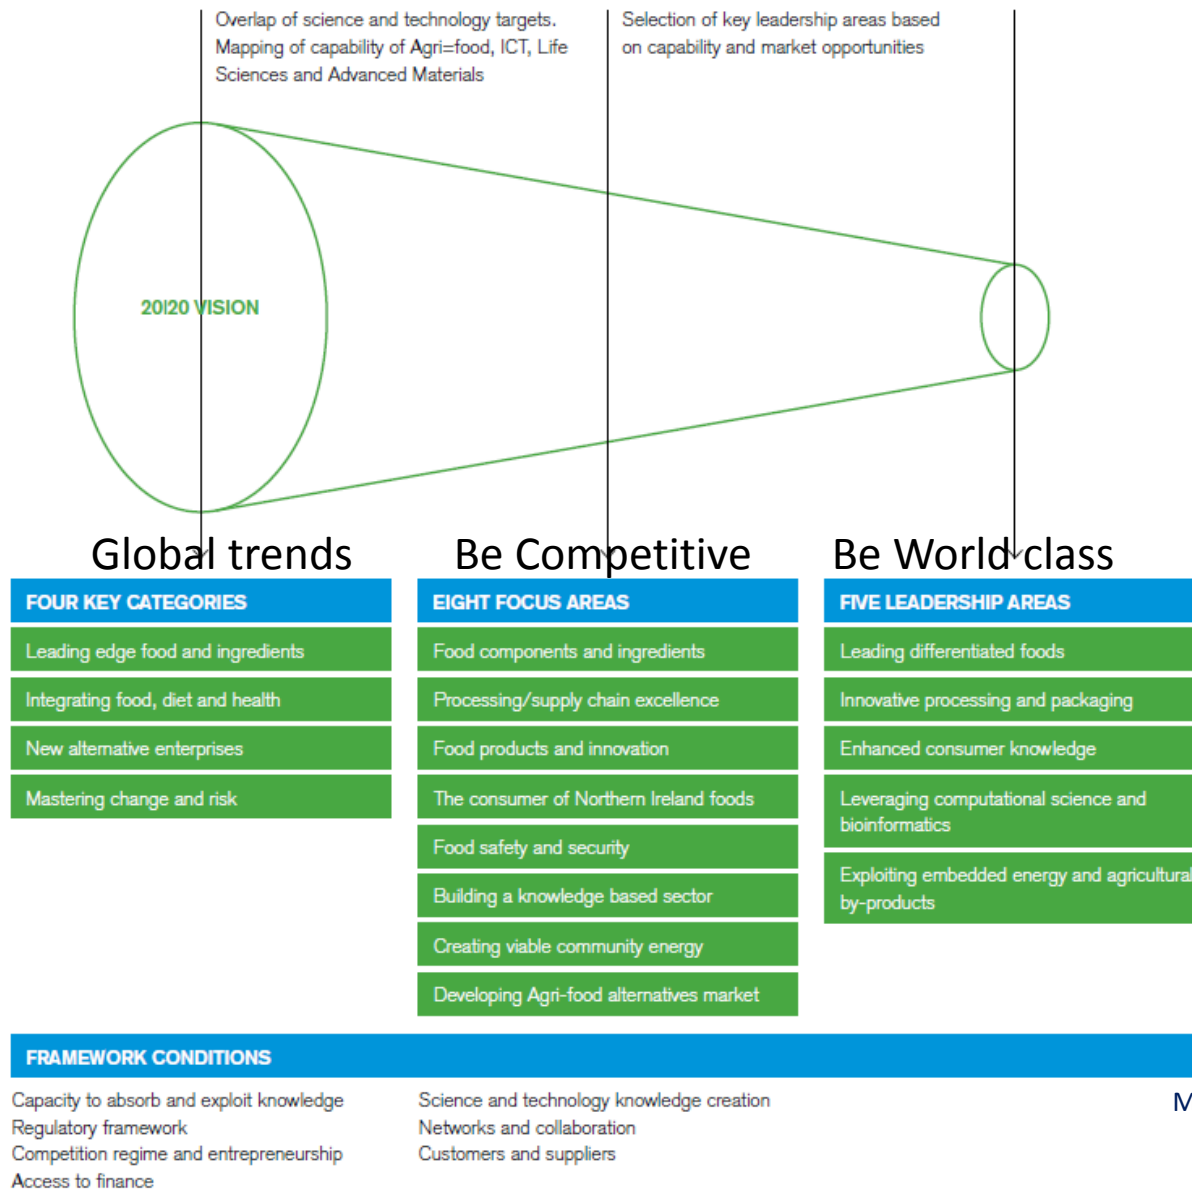 Overlap of science and technology targets.
Mapping of capability of Agri=food, ICT, Life
Sciences and Advanced Materials
Selection of key leadership areas based
on capability and market opportunities
20|20 VISION
Global trends
Be Competitive
Be World class
FOUR KEY CATEGORIES
Leading edge food and ingredients
Integrating food, diet and health
New alternative enterprises
Mastering change and risk
EIGHT FOCUS AREAS
Food components and ingredients
Processing/supply chain excellence
Food products and innovation
The consumer of Northern Ireland foods
Food safety and security
Building a knowledge based sector
Creating viable community energy
Developing Agri-food alternatives market
FIVE LEADERSHIP AREAS
Leading differentiated foods
Innovative processing and packaging
Enhanced consumer knowledge
Leveraging computational science and
bioinformatics
Exploiting embedded energy and agricultural
by-products
FRAMEWORK CONDITIONS
Capacity to absorb and exploit knowledge
Regulatory framework
Competition regime and entrepreneurship
Access to finance
Science and technology knowledge creation
Networks and collaboration
Customers and suppliers
M